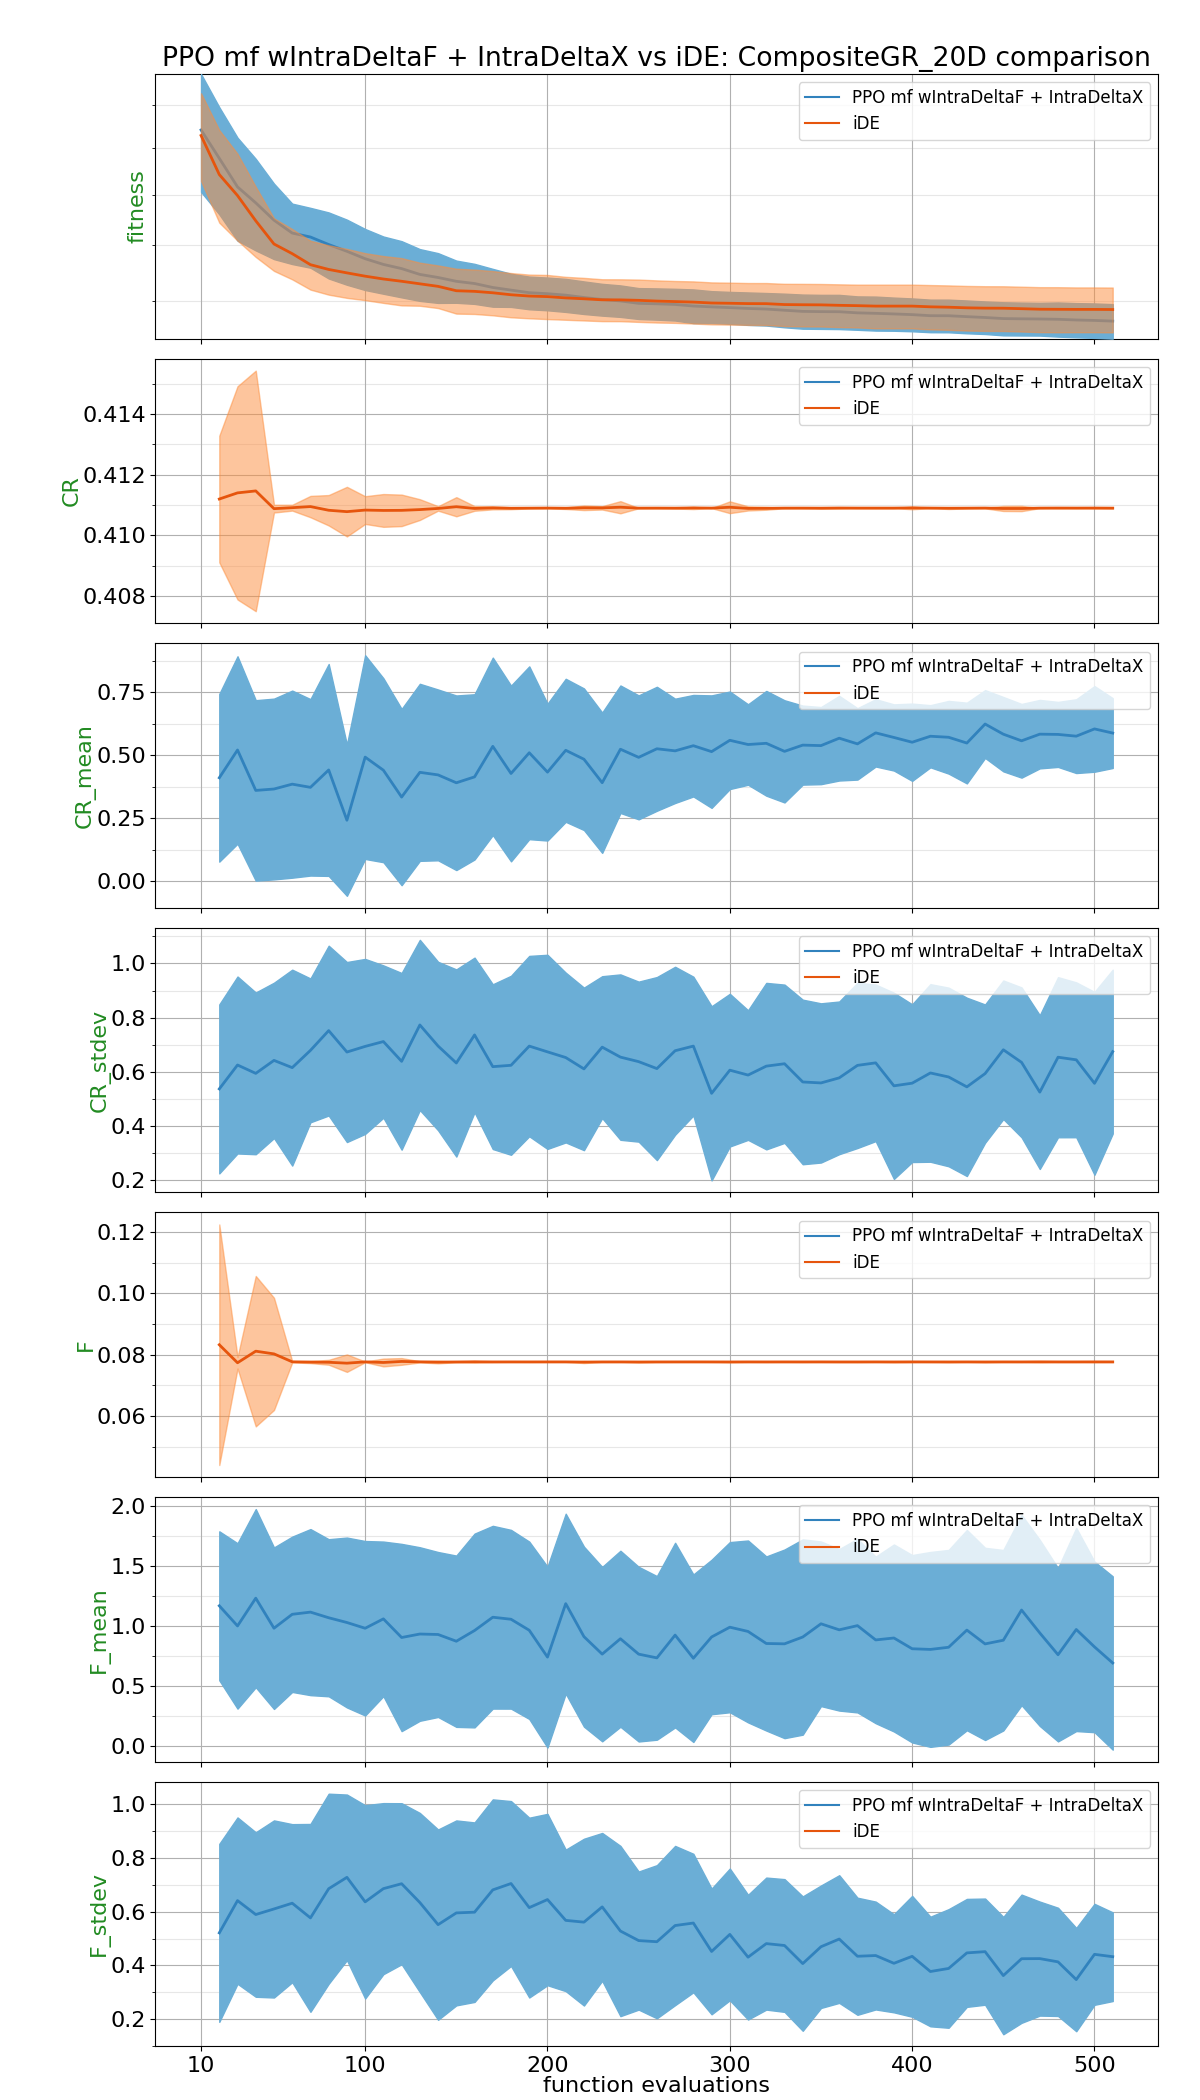 PPO mf wIntraDeltaF + IntraDeltaX vs iDE: CompositeGR_20D comparison
fitness
PPO mf wIntraDeltaF + IntraDeltaX
iDE
CR
0.414
0.412
0.410
0.408
PPO mf wIntraDeltaF + IntraDeltaX
iDE
CR_mean
0.75
0.50
0.25
0.00
PPO mf wIntraDeltaF + IntraDeltaX
iDE
CR_stdev
1.0
0.8
0.6
0.4
0.2
PPO mf wIntraDeltaF + IntraDeltaX
iDE
F
0.12
0.10
0.08
0.06
PPO mf wIntraDeltaF + IntraDeltaX
iDE
F_mean
2.0
1.5
1.0
0.5
0.0
PPO mf wIntraDeltaF + IntraDeltaX
iDE
F_stdev
1.0
0.8
0.6
0.4
0.2
PPO mf wIntraDeltaF + IntraDeltaX
iDE
10 100 200 300 400 500
function evaluations